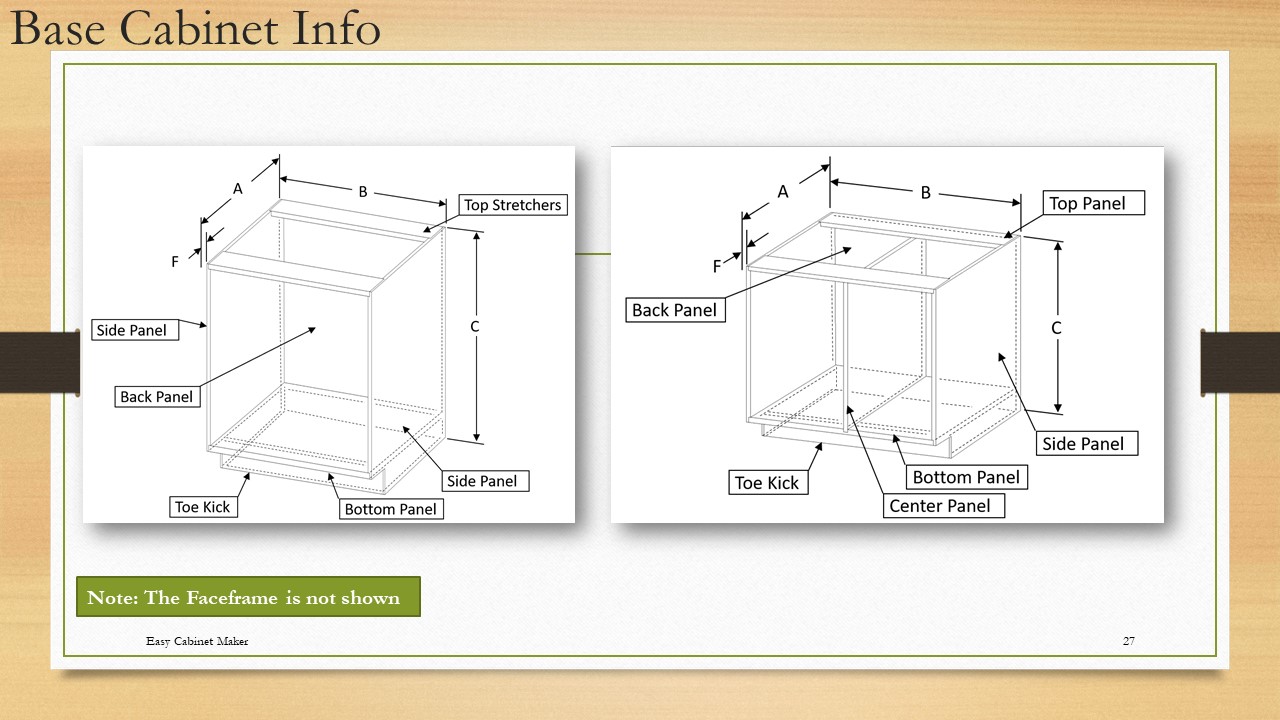 Base Cabinet Info
A
B
Top Stretchers
F
Side Panel
C
Back Panel
Side Panel
Toe Kick
Bottom Panel
A
B
Top Panel
F
Back Panel
C
Side Panel
Bottom Panel
Toe Kick
Center Panel
Note: The Faceframe is not shown
Easy Cabinet Maker
27